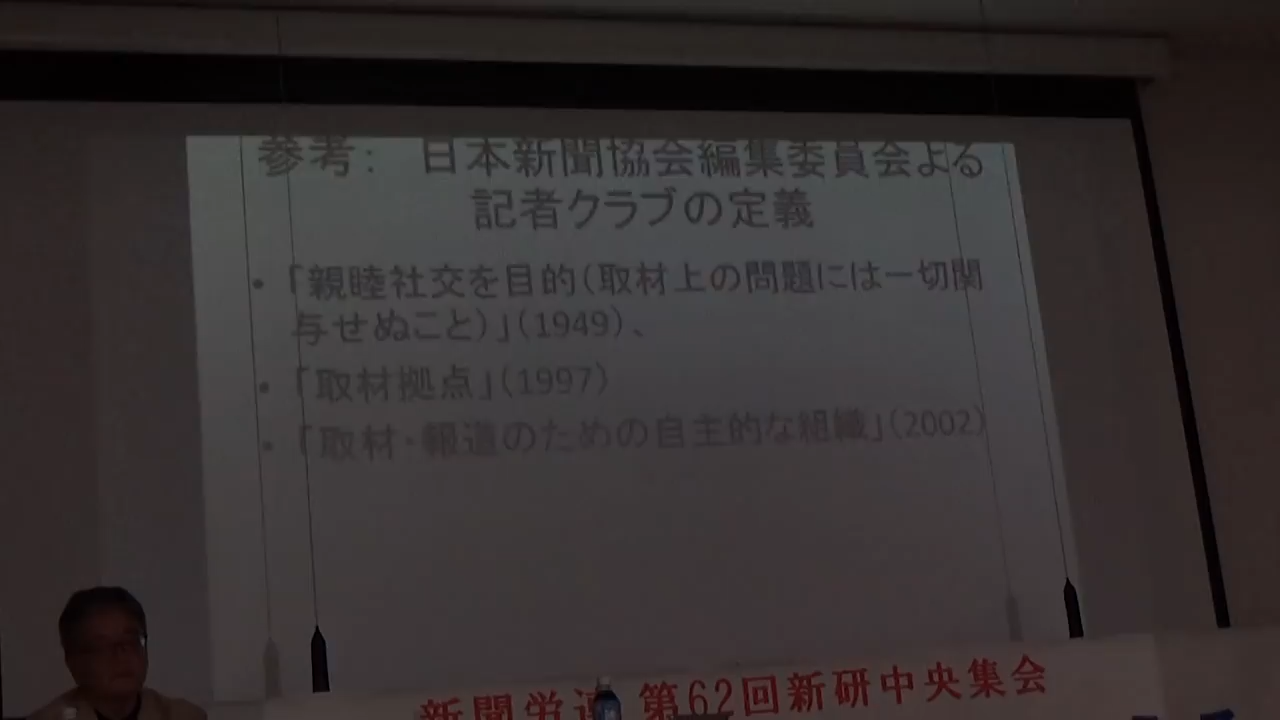 参考: 日本新聞協会編集委員会よる
記者クラブの定義
・「親睦社交を目的(取材上の問題には一切関
与せぬこと)」(1949)、
・「取材拠点」(1997)
・「取材・報道のための自主的な組織」(2002)
新聞労連 第62回新研中央集会